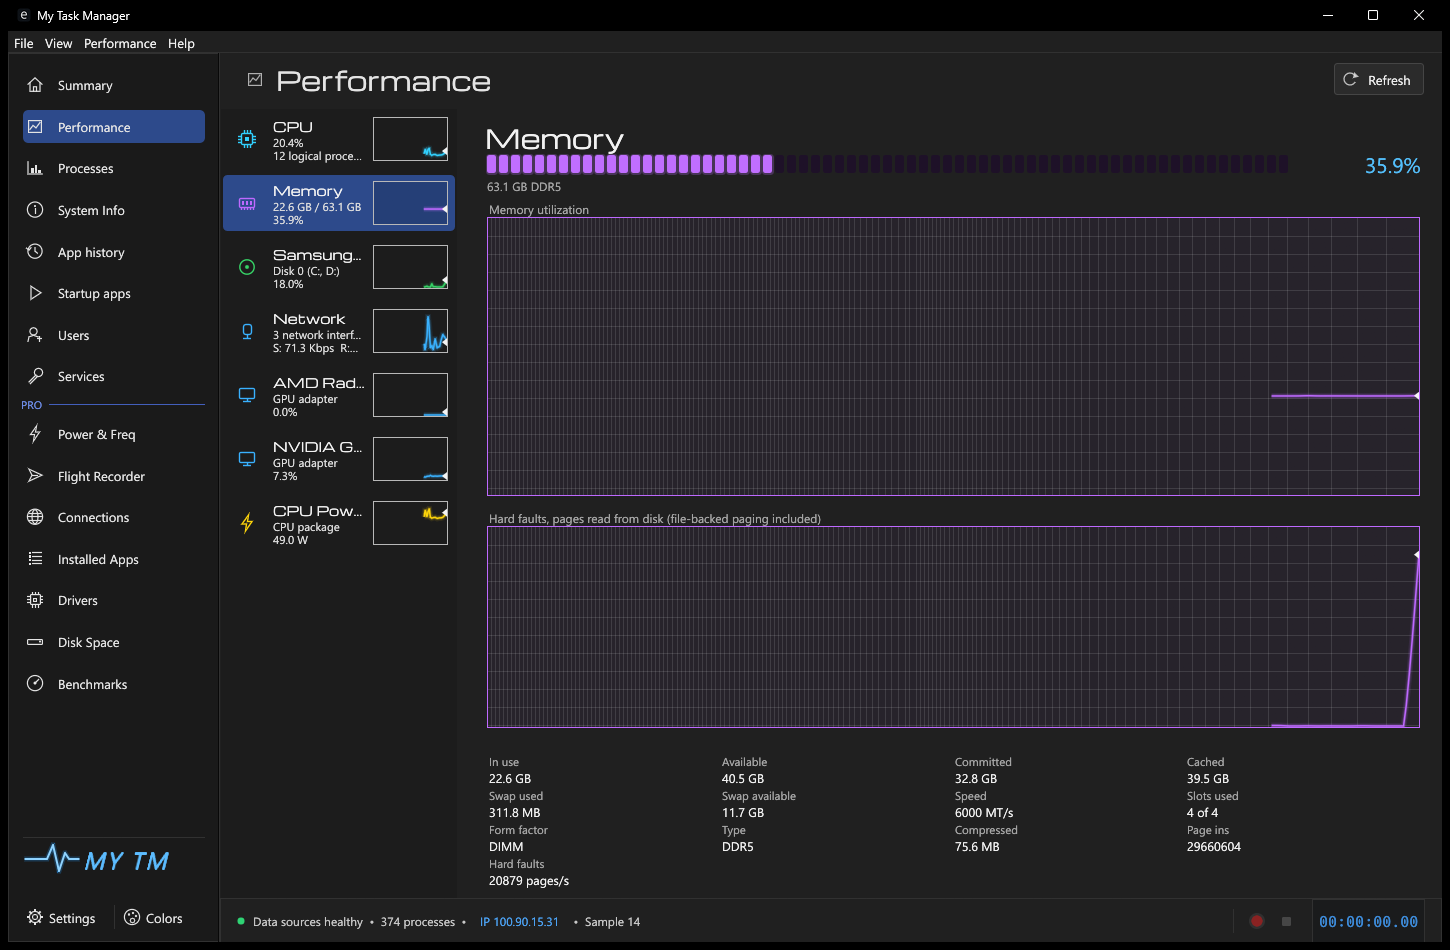 My Task Manager
File View Performance Help
Summary
Performance
Processes
System Info
App history
Startup apps
Users
Services
PRO
Power & Freq
Flight Recorder
Connections
Installed Apps
Drivers
Disk Space
Benchmarks
MY TM
Settings
Colors
Performance
Refresh
CPU
20.4%
12 logical proce...
Memory
22.6 GB / 63.1 GB
35.9%
Samsung...
Disk 0 (C:, D:)
18.0%
Network
3 network interf...
S: 71.3 Kbps R:...
AMD Rad...
GPU adapter
0.0%
NVIDIA G...
GPU adapter
7.3%
CPU Pow...
CPU package
49.0 W
Memory
35.9%
63.1 GB DDR5
Memory utilization
Hard faults, pages read from disk (file-backed paging included)
In use Available Committed Cached
22.6 GB 40.5 GB 32.8 GB 39.5 GB
Swap used Swap available Speed Slots used
311.8 MB 11.7 GB 6000 MT/s 4 of 4
Form factor Type Compressed Page ins
DIMM DDR5 75.6 MB 29660604
Hard faults
20879 pages/s
Data sources healthy • 374 processes • IP 100.90.15.31 • Sample 14
00:00:00.00